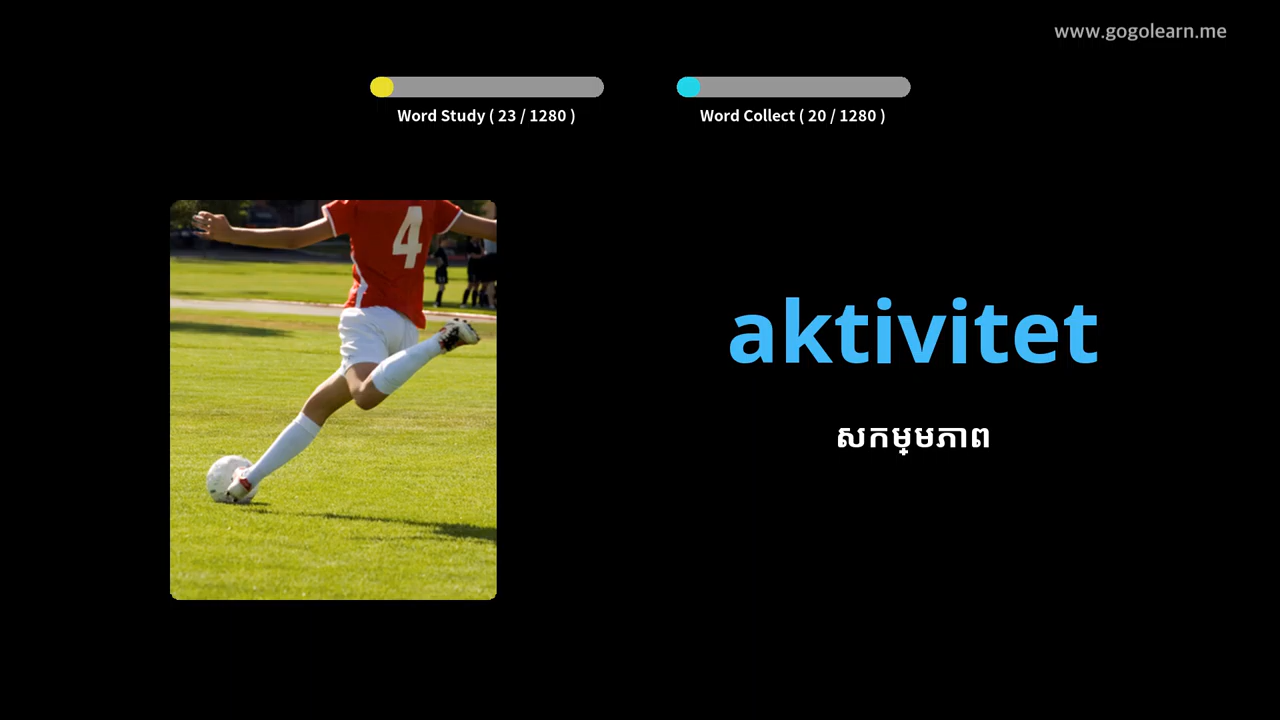 www.gogolearn.me
Word Study ( 23 / 1280 )
Word Collect ( 20 / 1280 )
4
aktivitet
សកម្មភាព